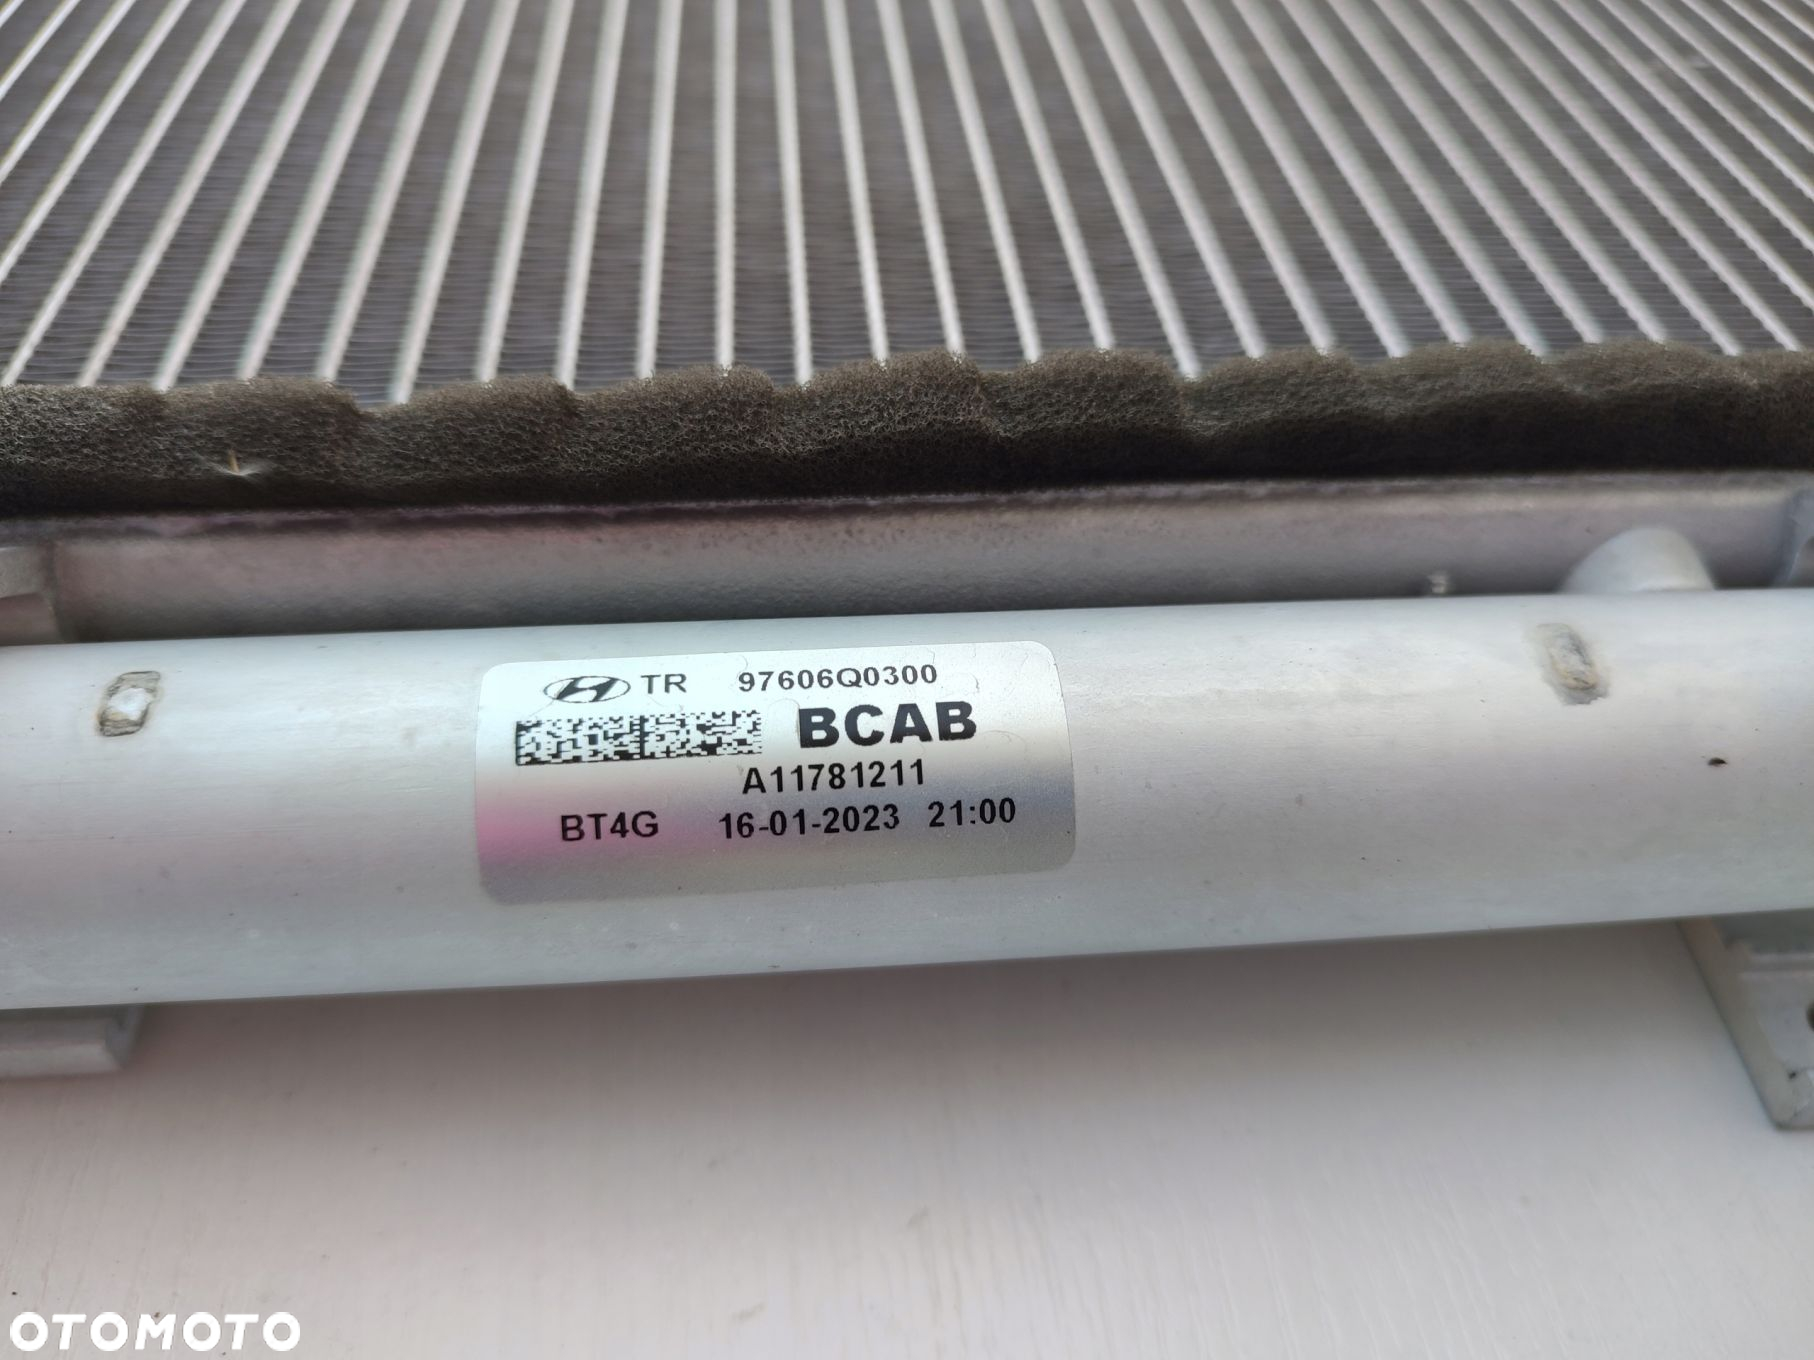 TR 97606Q0300
BCAB
A11781211
BT4G 16-01-2023 21:00
OTOMOTO